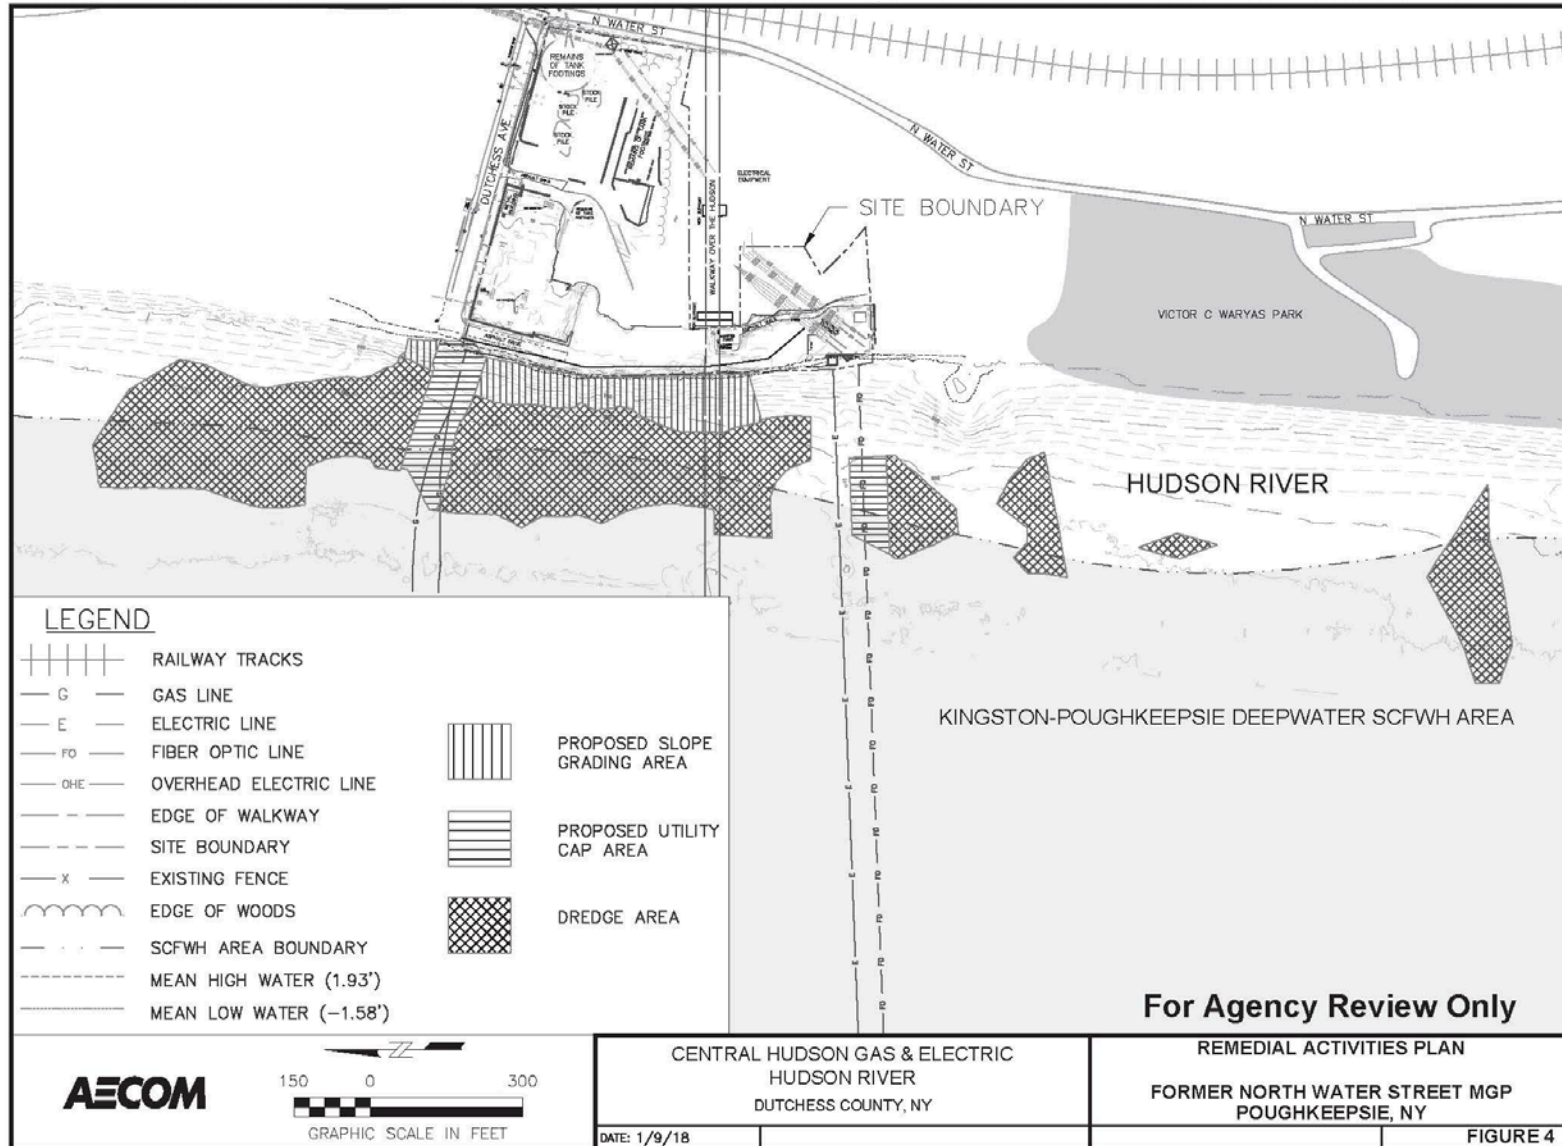 N WATER ST
REMAINS
OF TANK
FOOTINGS
STOCK
PILE
STOCK
PILE
STOCK
PILE
DUTCHESS AVE
N WATER ST
ELECTRICAL
EQUIPMENT
WALKWAY OVER THE HUDSON
SITE BOUNDARY
N WATER ST
VICTOR C WARYAS PARK
HUDSON RIVER
KINGSTON-POUGHKEEPSIE DEEPWATER SCFWH AREA
LEGEND
RAILWAY TRACKS
G GAS LINE
E ELECTRIC LINE
FO FIBER OPTIC LINE
OHE OVERHEAD ELECTRIC LINE
EDGE OF WALKWAY
SITE BOUNDARY
X EXISTING FENCE
EDGE OF WOODS
SCFWH AREA BOUNDARY
MEAN HIGH WATER (1.93')
MEAN LOW WATER (-1.58')
PROPOSED SLOPE
GRADING AREA
PROPOSED UTILITY
CAP AREA
DREDGE AREA
For Agency Review Only
AECOM
150 0 300
GRAPHIC SCALE IN FEET
CENTRAL HUDSON GAS & ELECTRIC
HUDSON RIVER
DUTCHESS COUNTY, NY
DATE: 1/9/18
REMEDIAL ACTIVITIES PLAN
FORMER NORTH WATER STREET MGP
POUGHKEEPSIE, NY
FIGURE 4